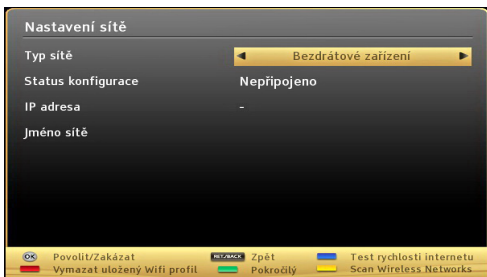 Nastavení sítě
Typ sítě Bezdrátové zařízení
Status konfigurace Nepřipojeno
IP adresa -
Jméno sítě
OK Povolit/Zakázat RET/BACK Zpět Test rychlosti internetu
Vymazat uložený Wifi profil Pokročilý Scan Wireless Networks